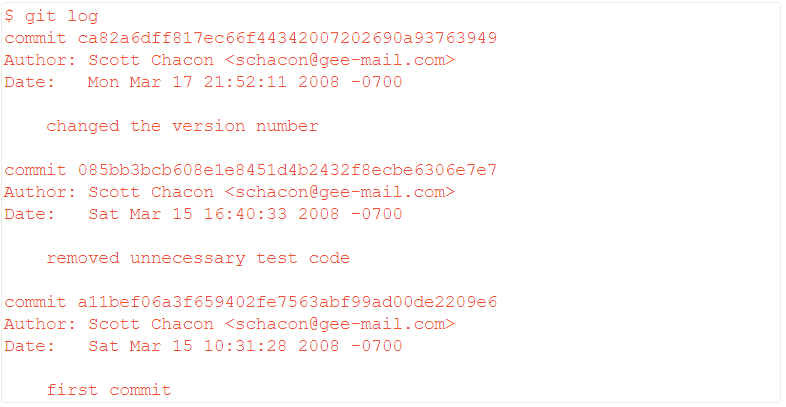 $ git log
commit ca82a6dff817ec66f44342007202690a93763949
Author: Scott Chacon <schacon@gee-mail.com>
Date:   Mon Mar 17 21:52:11 2008 -0700
changed the version number
commit 085bb3bcb608e1e8451d4b2432f8ecbe6306e7e7
Author: Scott Chacon <schacon@gee-mail.com>
Date:   Sat Mar 15 16:40:33 2008 -0700
removed unnecessary test code
commit a11bef06a3f659402fe7563abf99ad00de2209e6
Author: Scott Chacon <schacon@gee-mail.com>
Date:   Sat Mar 15 10:31:28 2008 -0700
first commit